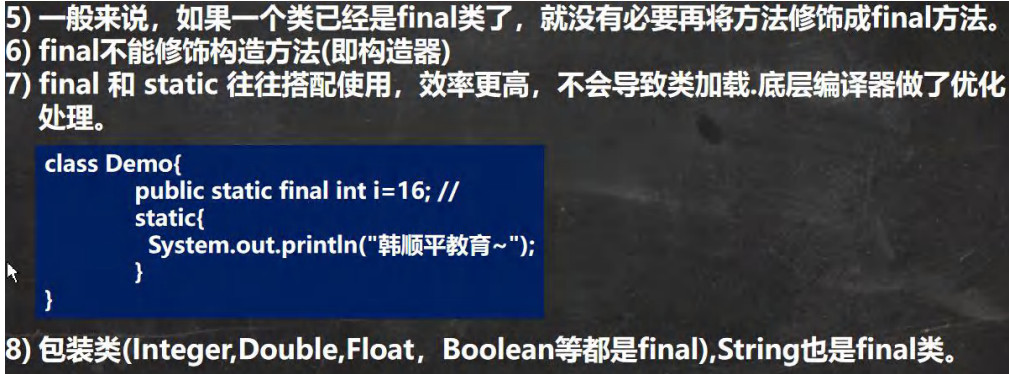 5) 一般来说，如果一个类已经是final类了，就没有必要再将方法修饰成final方法。
6) final不能修饰构造方法(即构造器)
7) final 和 static 往往搭配使用，效率更高，不会导致类加载.底层编译器做了优化
处理。
class Demo{
public static final int i=16; //
static{
System.out.println("韩顺平教育~");
}
}
8) 包装类(Integer,Double,Float，Boolean等都是final),String也是final类。